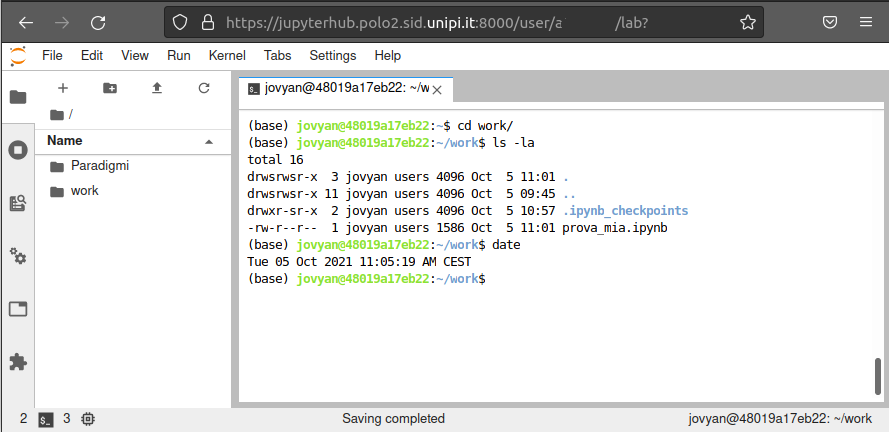 https://jupyterhub.polo2.sid.unipi.it:8000/user/a /lab?
File Edit View Run Kernel Tabs Settings Help
jovyan@48019a17eb22: ~/w
/
Name
Paradigmi
work
(base) jovyan@48019a17eb22:~$ cd work/
(base) jovyan@48019a17eb22:~/work$ ls -la
total 16
drwsrwsr-x  3 jovyan users 4096 Oct  5 11:01 .
drwsrwsr-x 11 jovyan users 4096 Oct  5 09:45 ..
drwxr-sr-x  2 jovyan users 4096 Oct  5 10:57 .ipynb_checkpoints
-rw-r--r--  1 jovyan users 1586 Oct  5 11:01 prova_mia.ipynb
(base) jovyan@48019a17eb22:~/work$ date
Tue 05 Oct 2021 11:05:19 AM CEST
(base) jovyan@48019a17eb22:~/work$
2 $_ 3 Saving completed jovyan@48019a17eb22: ~/work